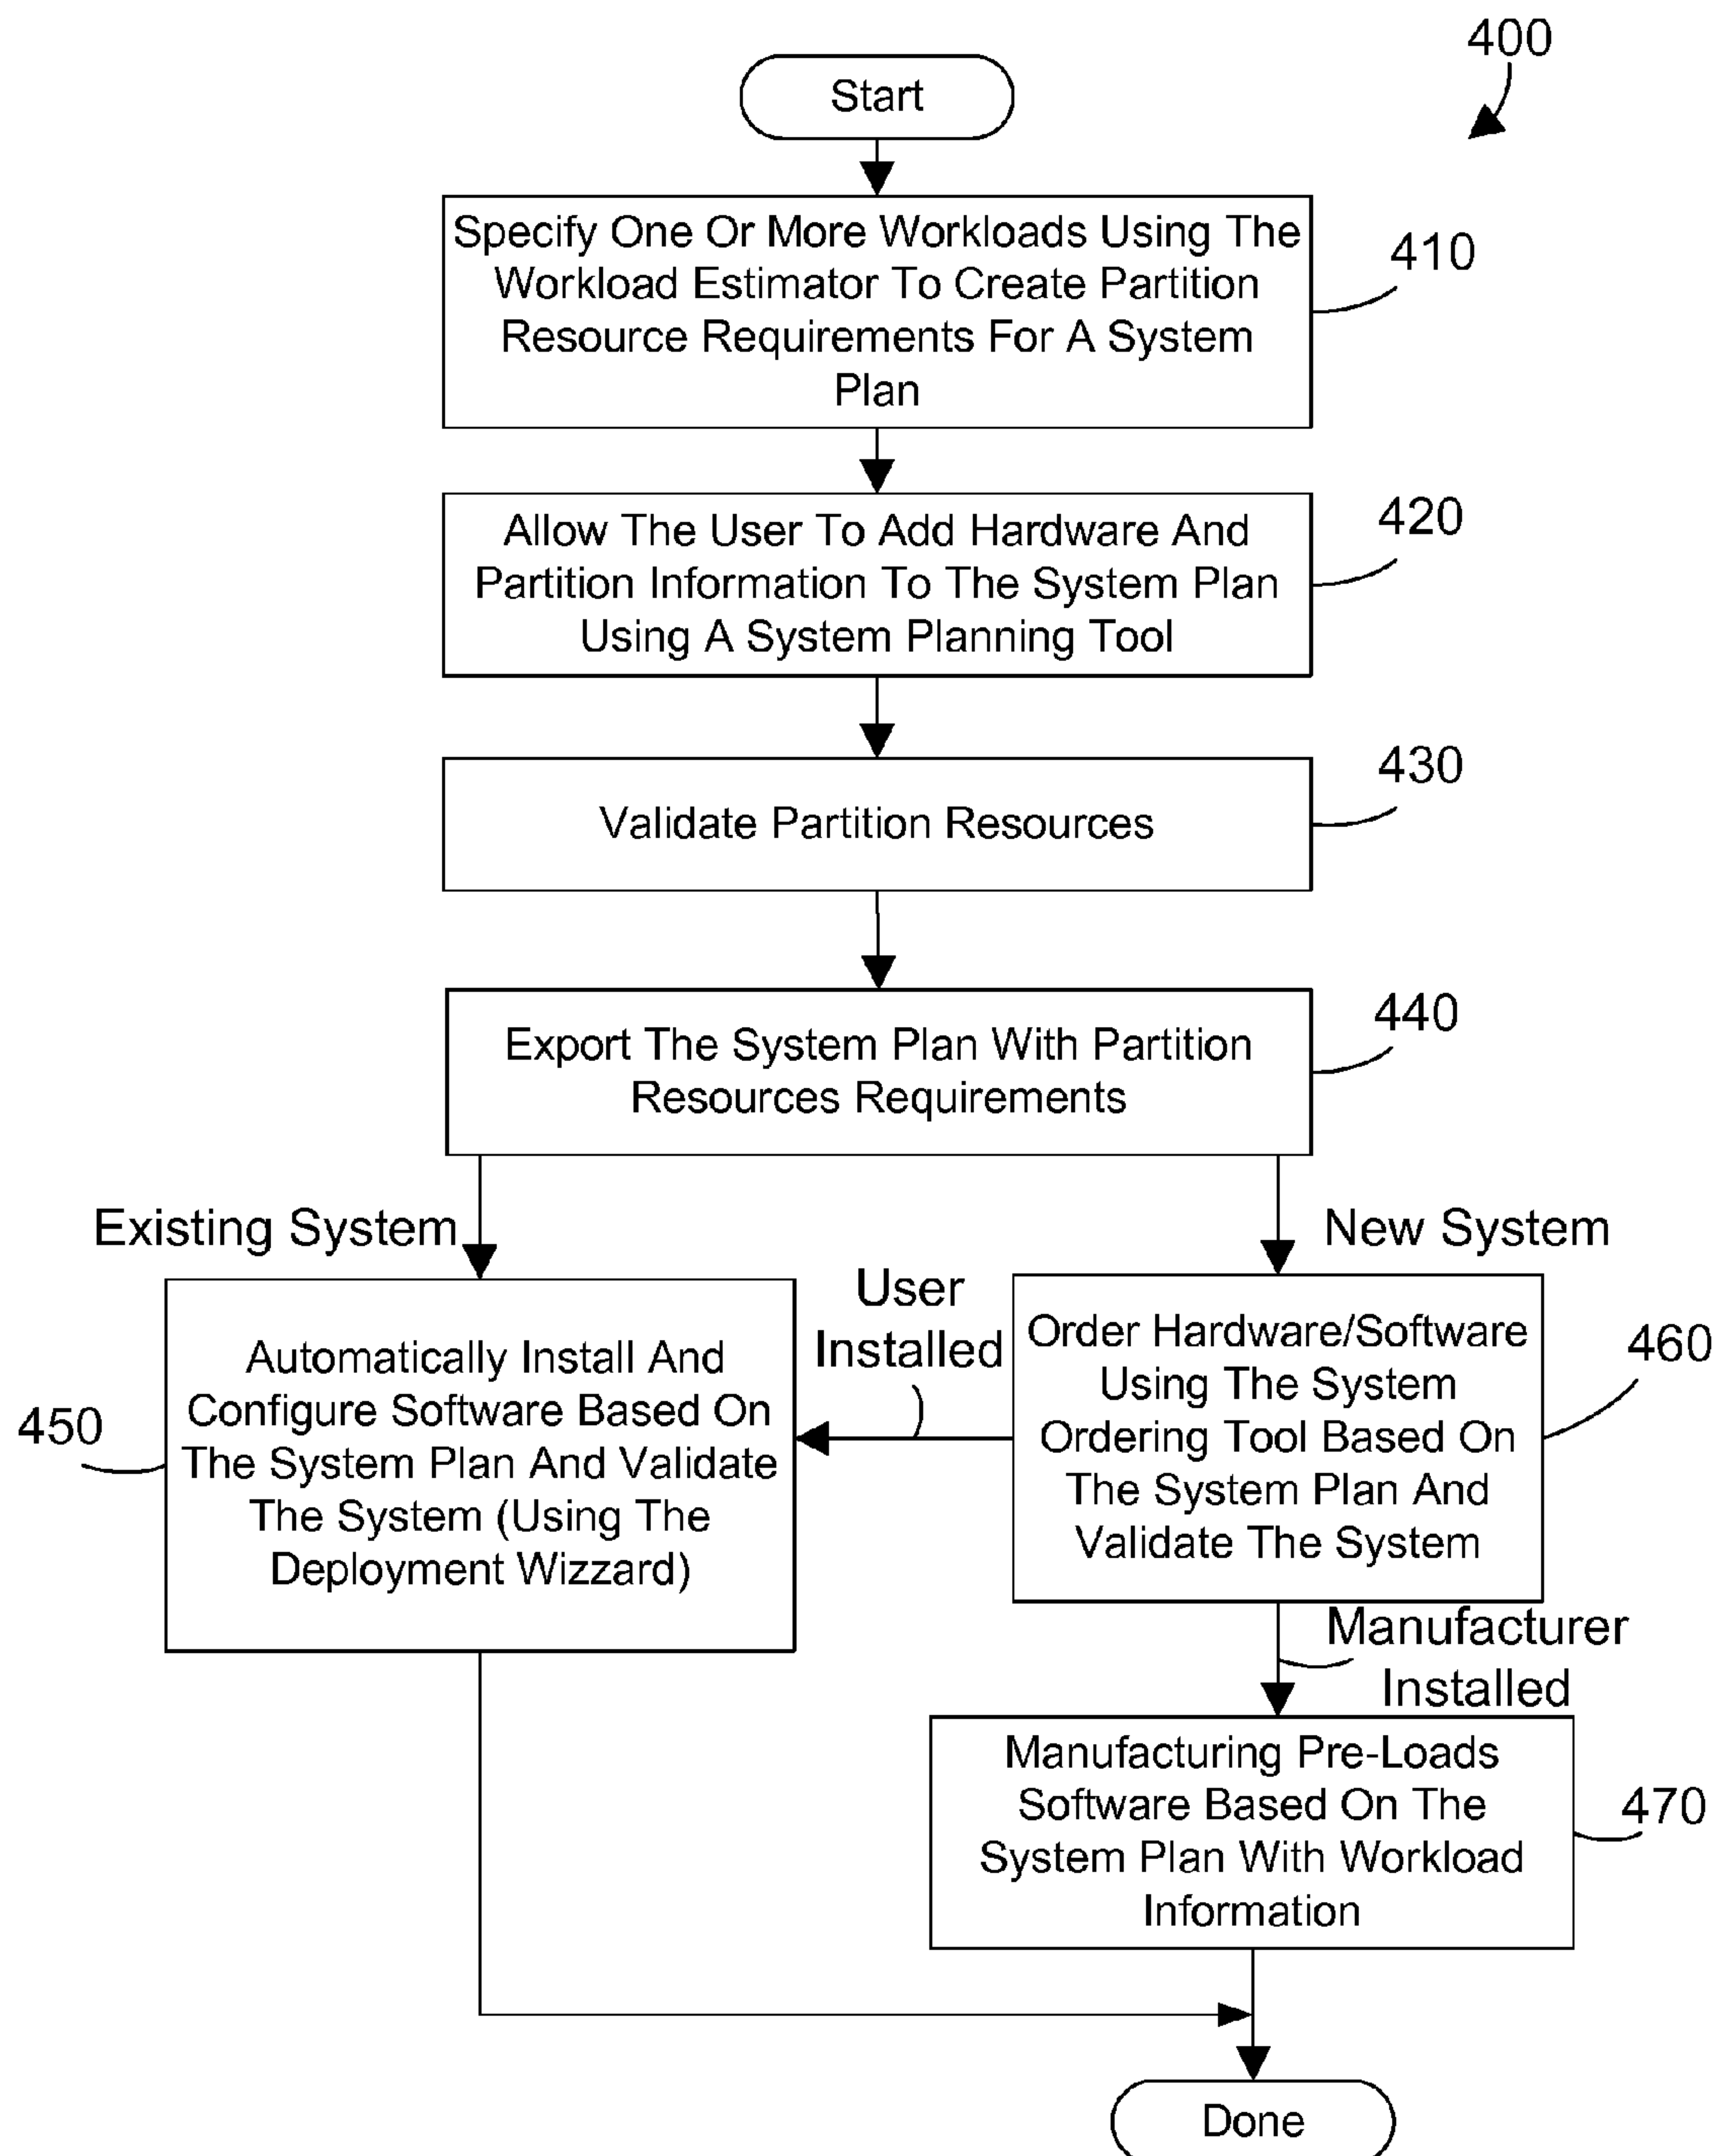 400
Start
Specify One Or More Workloads Using The
Workload Estimator To Create Partition
Resource Requirements For A System
Plan
410
Allow The User To Add Hardware And
Partition Information To The System Plan
Using A System Planning Tool
420
Validate Partition Resources
430
Export The System Plan With Partition
Resources Requirements
440
Existing System
New System
User
Installed
Automatically Install And
Configure Software Based On
The System Plan And Validate
The System (Using The
Deployment Wizzard)
450
Order Hardware/Software
Using The System
Ordering Tool Based On
The System Plan And
Validate The System
460
Manufacturer
Installed
Manufacturing Pre-Loads
Software Based On The
System Plan With Workload
Information
470
Done